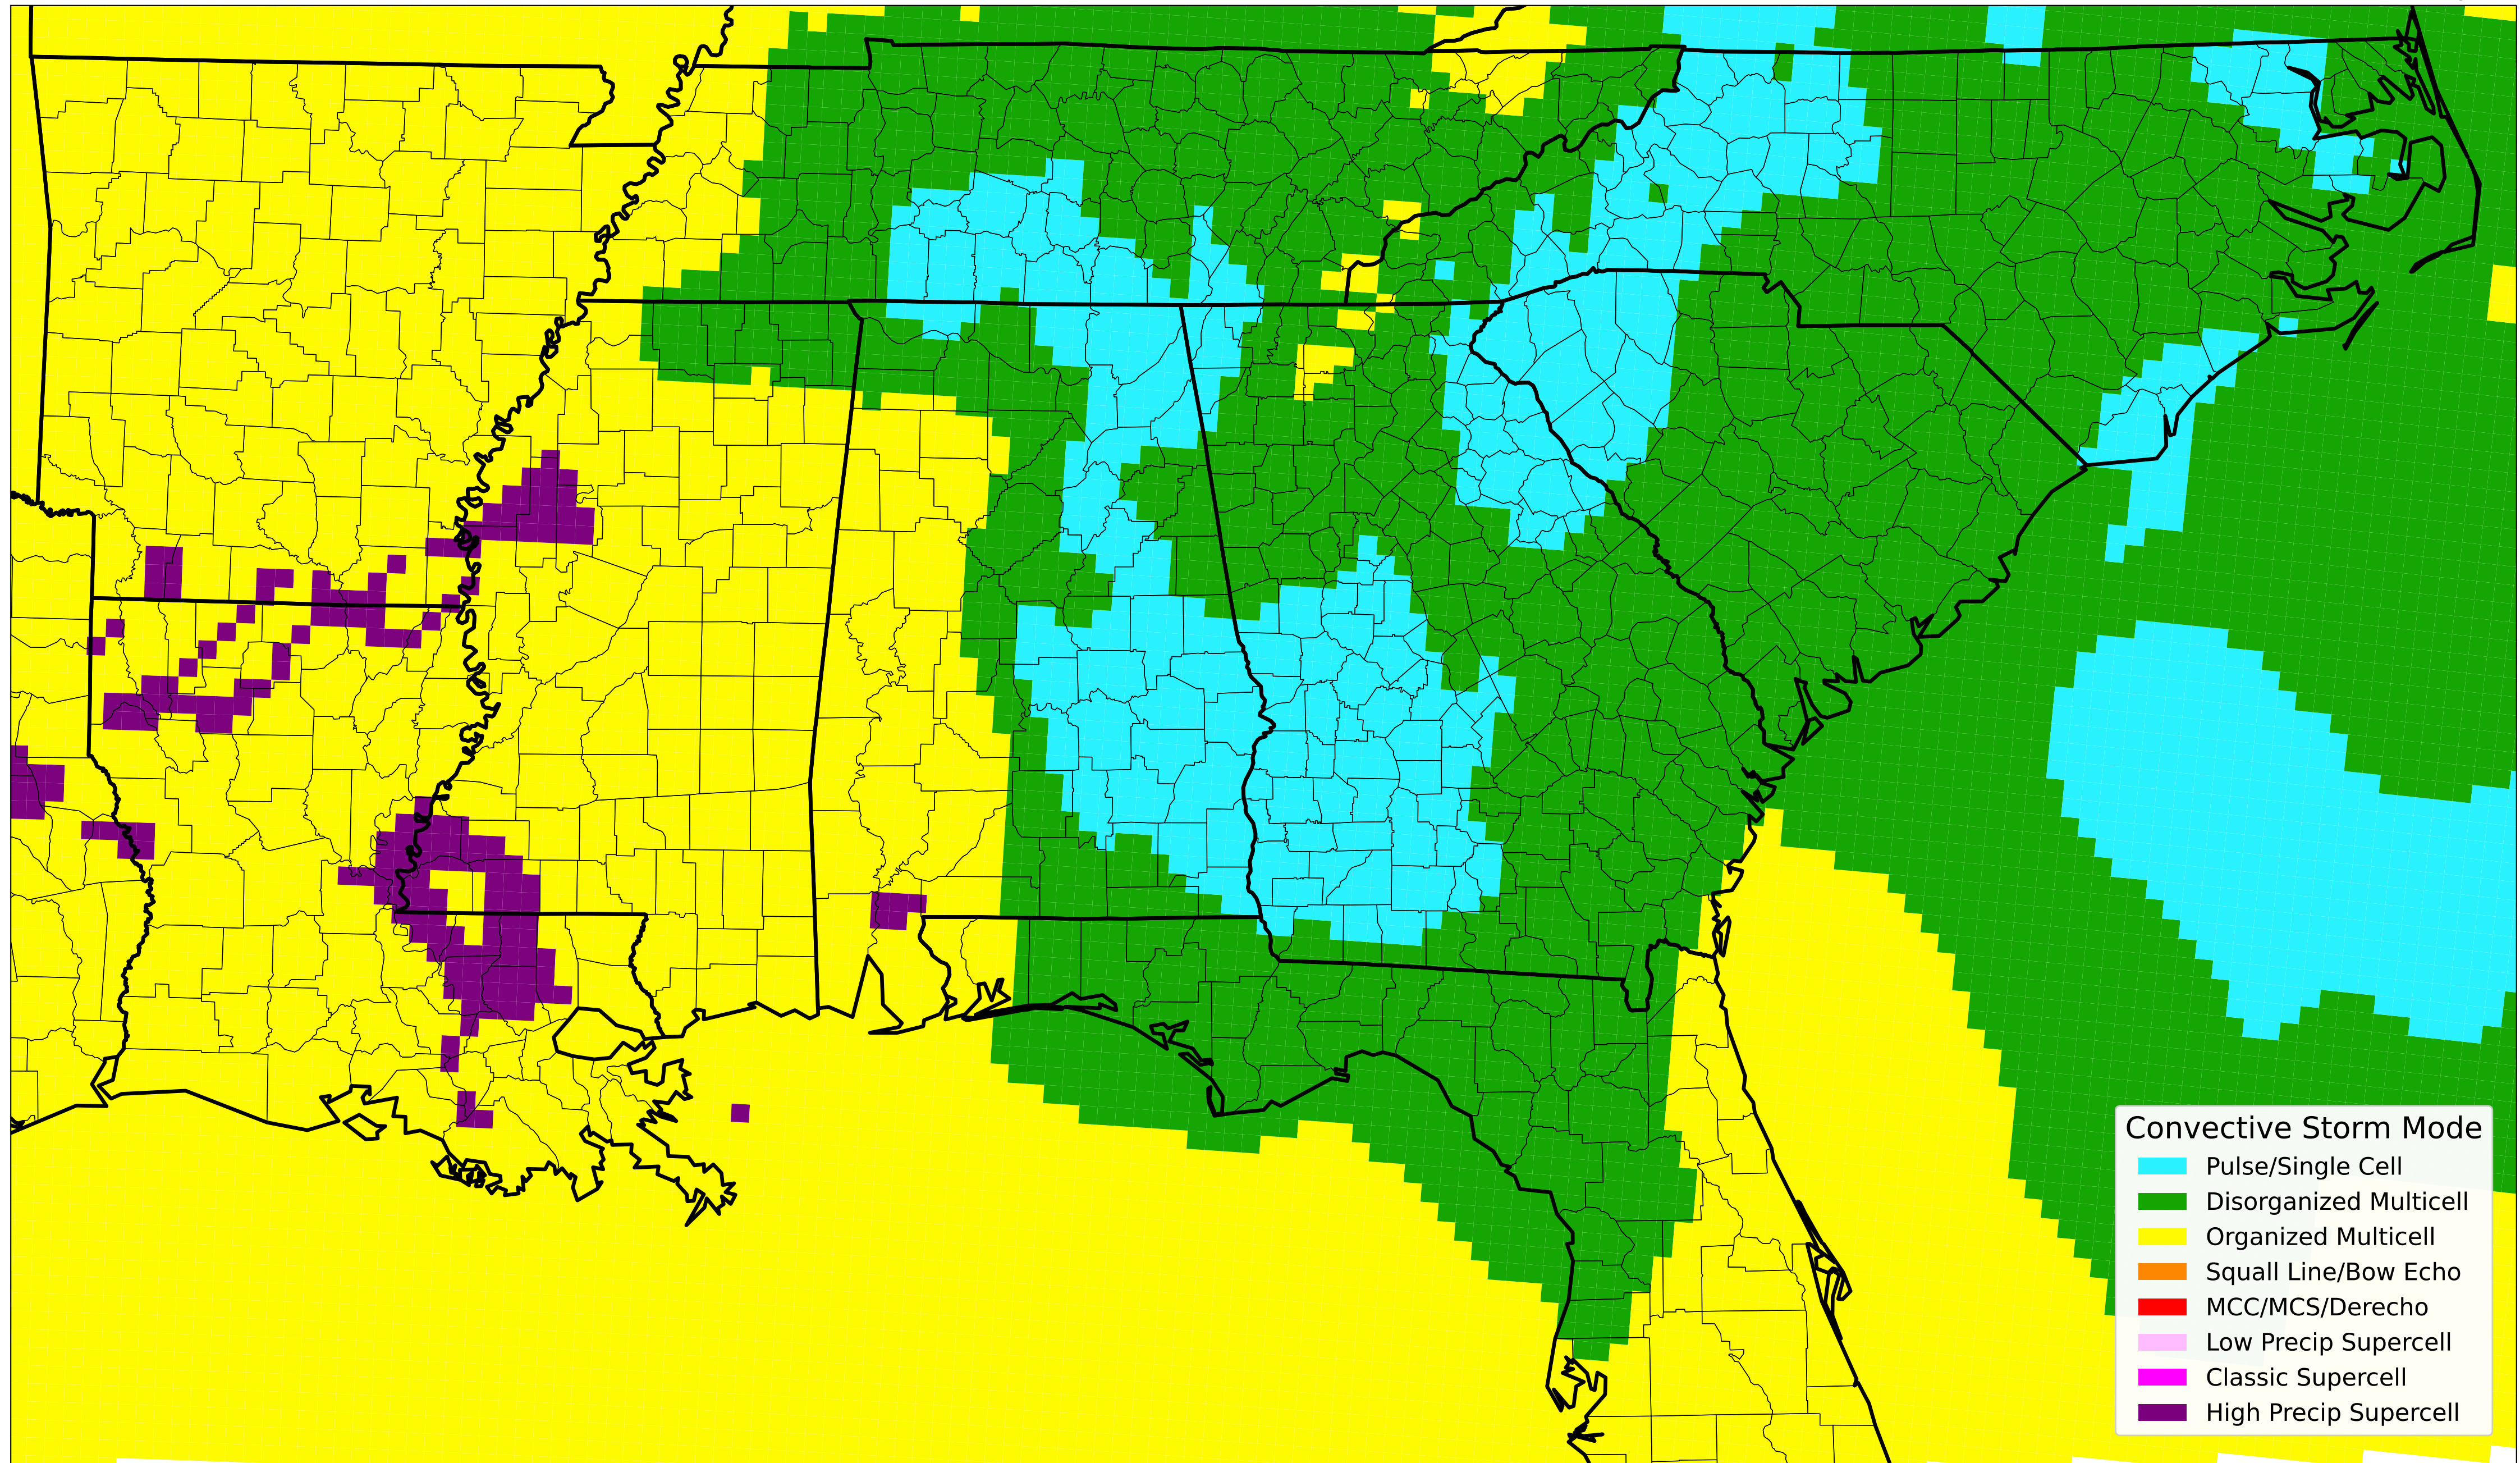 Convective Storm Mode
Pulse/Single Cell
Disorganized Multicell
Organized Multicell
Squall Line/Bow Echo
MCC/MCS/Derecho
Low Precip Supercell
Classic Supercell
High Precip Supercell